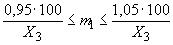 0,95·100 / X₃ ≤ m₁ ≤ 1,05·100 / X₃